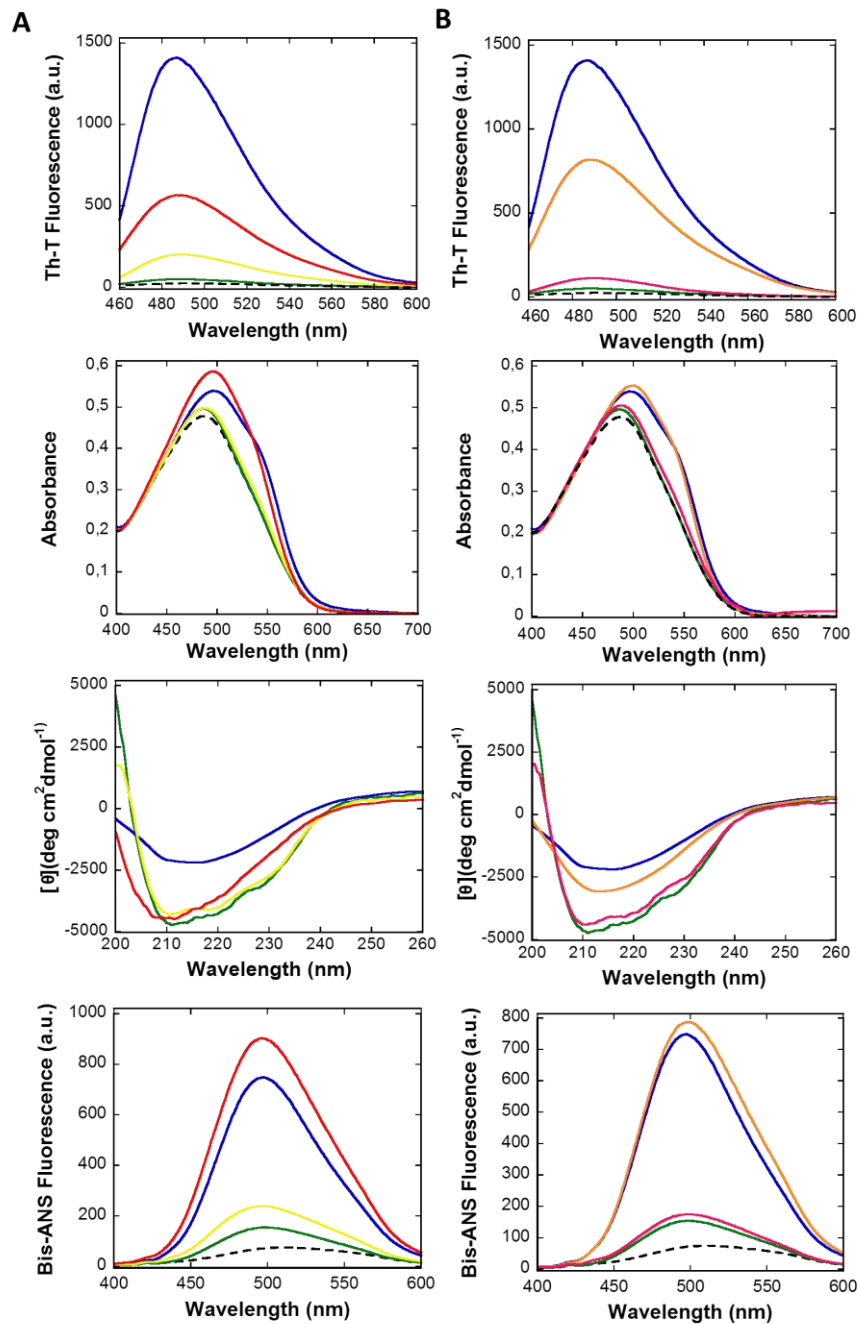 A
B
Th-T Fluorescence (a.u.)
1500
1000
500
0
460 480 500 520 540 560 580 600
Wavelength (nm)
Th-T Fluorescence (a.u.)
1500
1000
500
0
460 480 500 520 540 560 580 600
Wavelength (nm)
Absorbance
0,6
0,5
0,4
0,3
0,2
0,1
0
400 450 500 550 600 650 700
Wavelength (nm)
Absorbance
0,6
0,5
0,4
0,3
0,2
0,1
0
400 450 500 550 600 650 700
Wavelength (nm)
[θ](deg cm²dmol⁻¹)
5000
2500
0
-2500
-5000
200 210 220 230 240 250 260
Wavelength (nm)
[θ](deg cm²dmol⁻¹)
5000
2500
0
-2500
-5000
200 210 220 230 240 250 260
Wavelength (nm)
Bis-ANS Fluorescence (a.u.)
1000
800
600
400
200
0
400 450 500 550 600
Wavelength (nm)
Bis-ANS Fluorescence (a.u.)
800
700
600
500
400
300
200
100
0
400 450 500 550 600
Wavelength (nm)